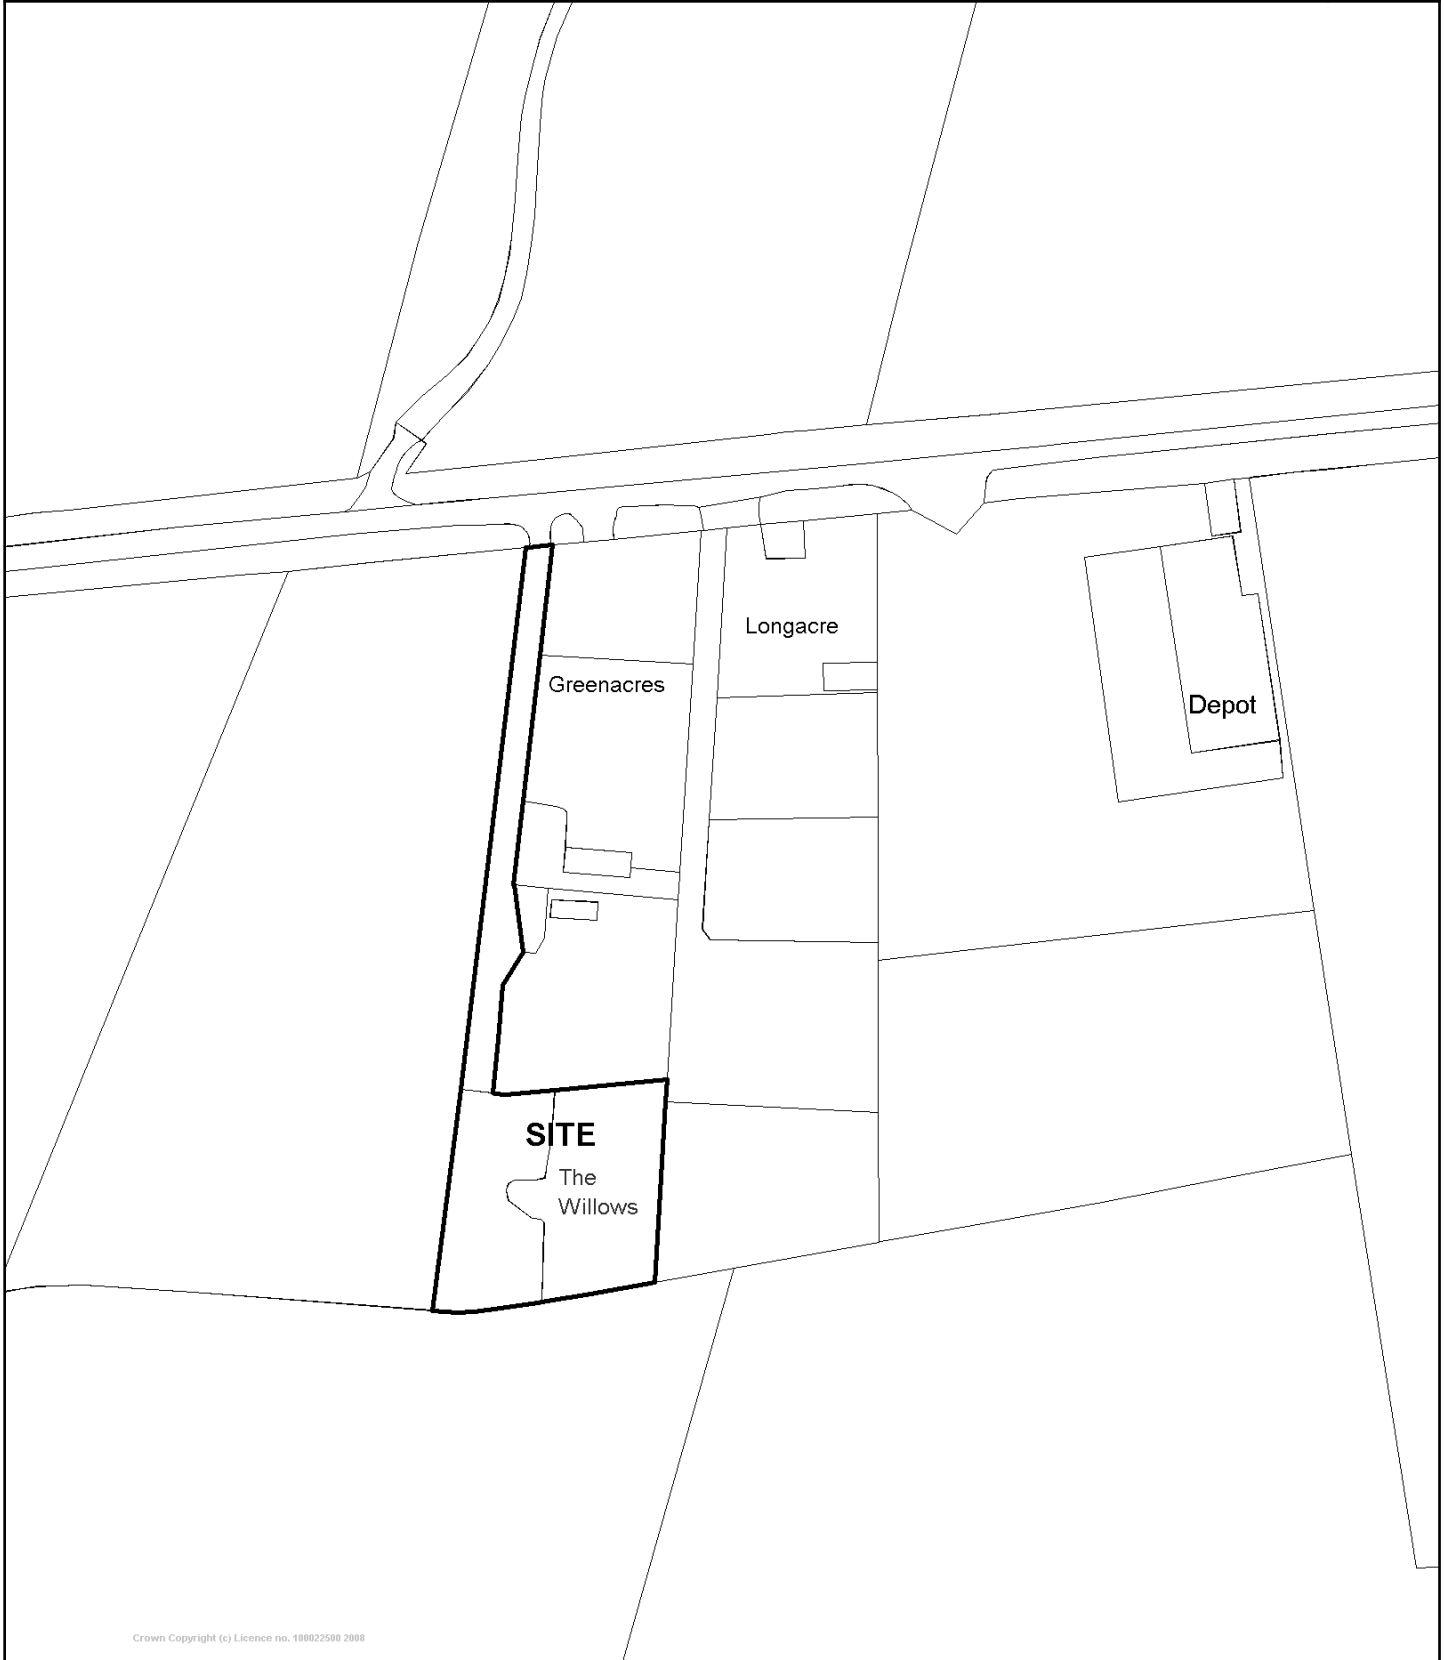 Longacre
Greenacres
Depot
SITE
The
Willows
Crown Copyright (c) Licence no. 100022500 2008